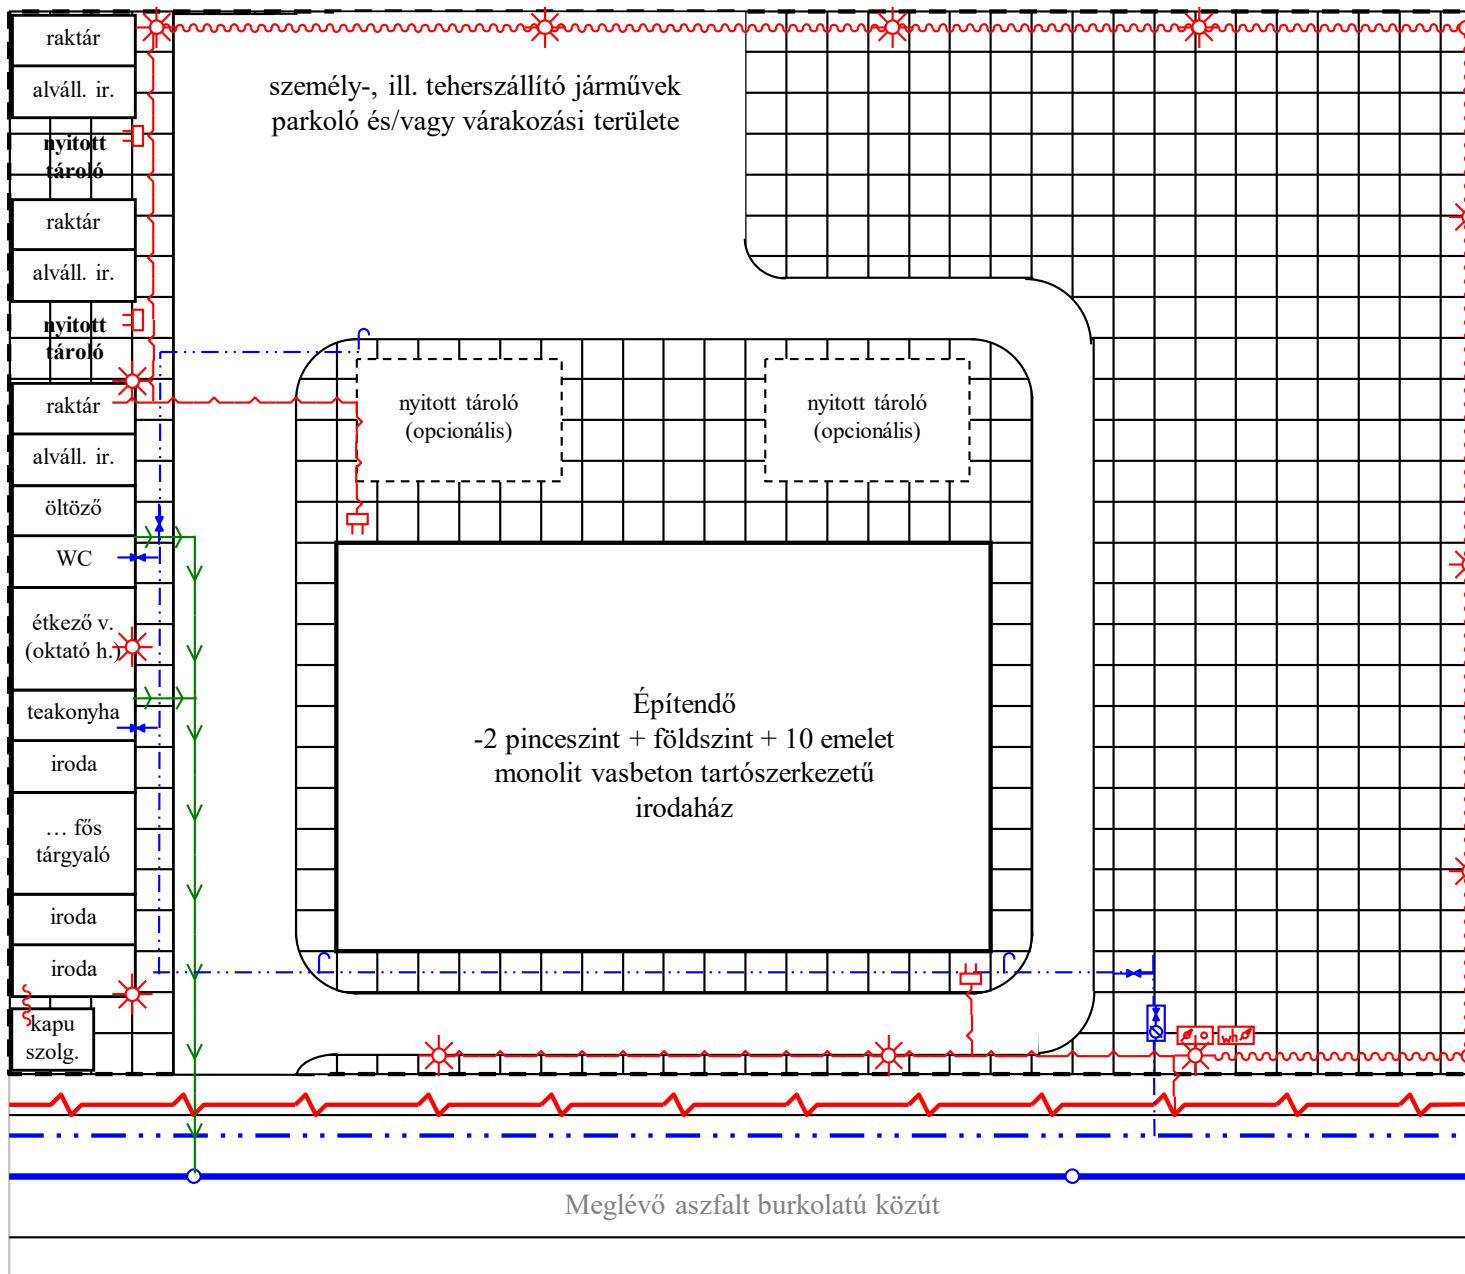 raktár
alváll. ir.
nyitott
tároló
raktár
alváll. ir.
nyitott
tároló
raktár
alváll. ir.
öltöző
WC
étkező v.
(oktató h.)
teakonyha
iroda
… fős
tárgyaló
iroda
iroda
kapu
szolg.
személy-, ill. teherszállító járművek
parkoló és/vagy várakozási területe
nyitott tároló
(opcionális)
nyitott tároló
(opcionális)
Építendő
-2 pinceszint + földszint + 10 emelet
monolit vasbeton tartószerkezetű
irodaház
wh.
Meglévő aszfalt burkolatú közút